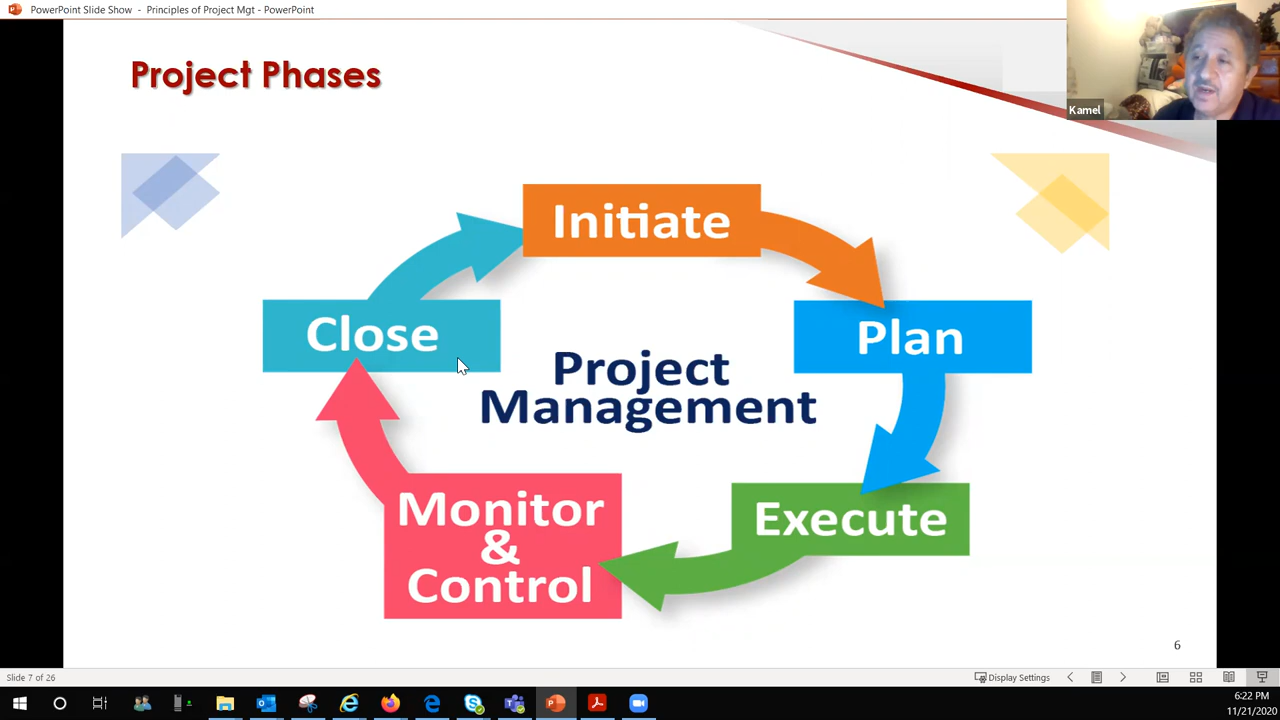 PowerPoint Slide Show - Principles of Project Mgt - PowerPoint
Kamel
Project Phases
Initiate
Close
Plan
Project
Management
Monitor
&
Control
Execute
6
Slide 7 of 26
Display Settings
6:22 PM
11/21/2020